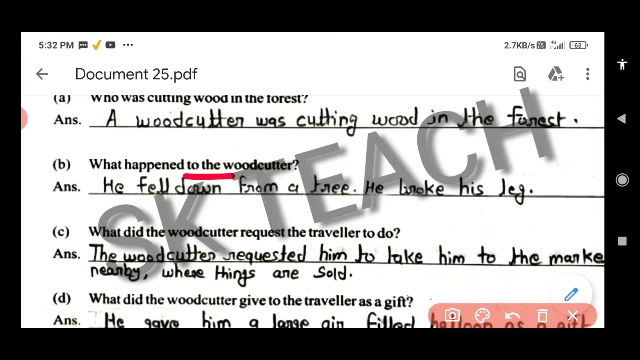 5:32 PM
2.7KB/s 63
Document 25.pdf
(a) Who was cutting wood in the forest?
Ans. A woodcutter was cutting wood in the forest.
(b) What happened to the woodcutter?
Ans. He fell down from a tree. He broke his leg.
(c) What did the woodcutter request the traveller to do?
Ans. The woodcutter requested him to take him to the marke
nearby, where things are sold.
(d) What did the woodcutter give to the traveller as a gift?
Ans. He gave him a large air filled balloon as a gift
SK TEACH